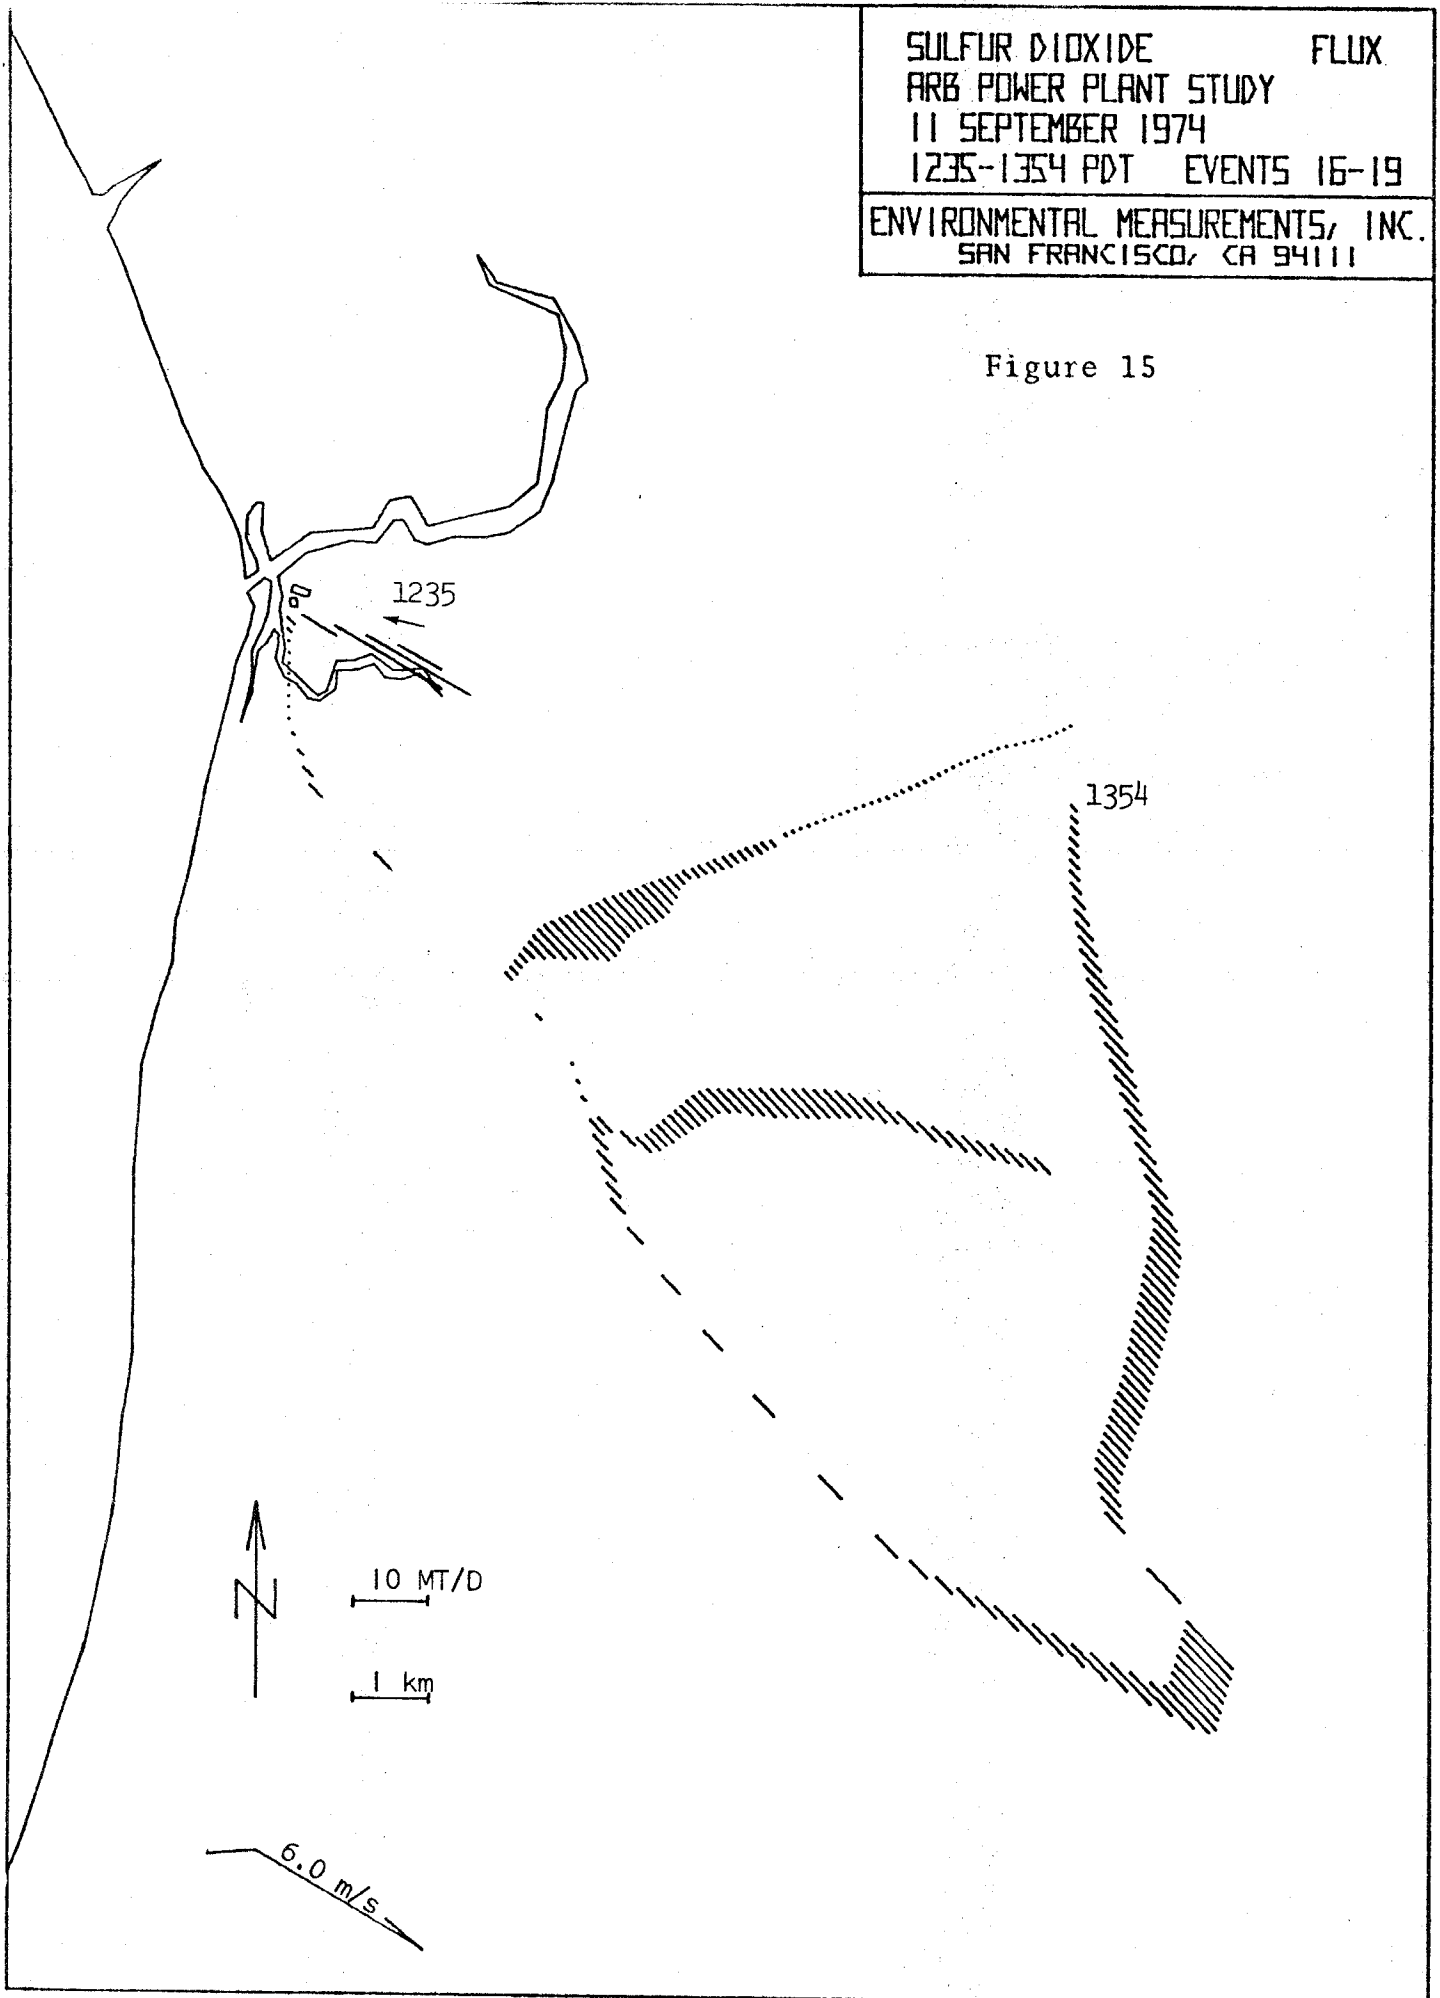 SULFUR DIOXIDE FLUX
ARB POWER PLANT STUDY
11 SEPTEMBER 1974
1235-1354 PDT EVENTS 16-19
ENVIRONMENTAL MEASUREMENTS, INC.
SAN FRANCISCO, CA 94111
Figure 15
1235
1354
N
10 MT/D
1 km
6.0 m/s